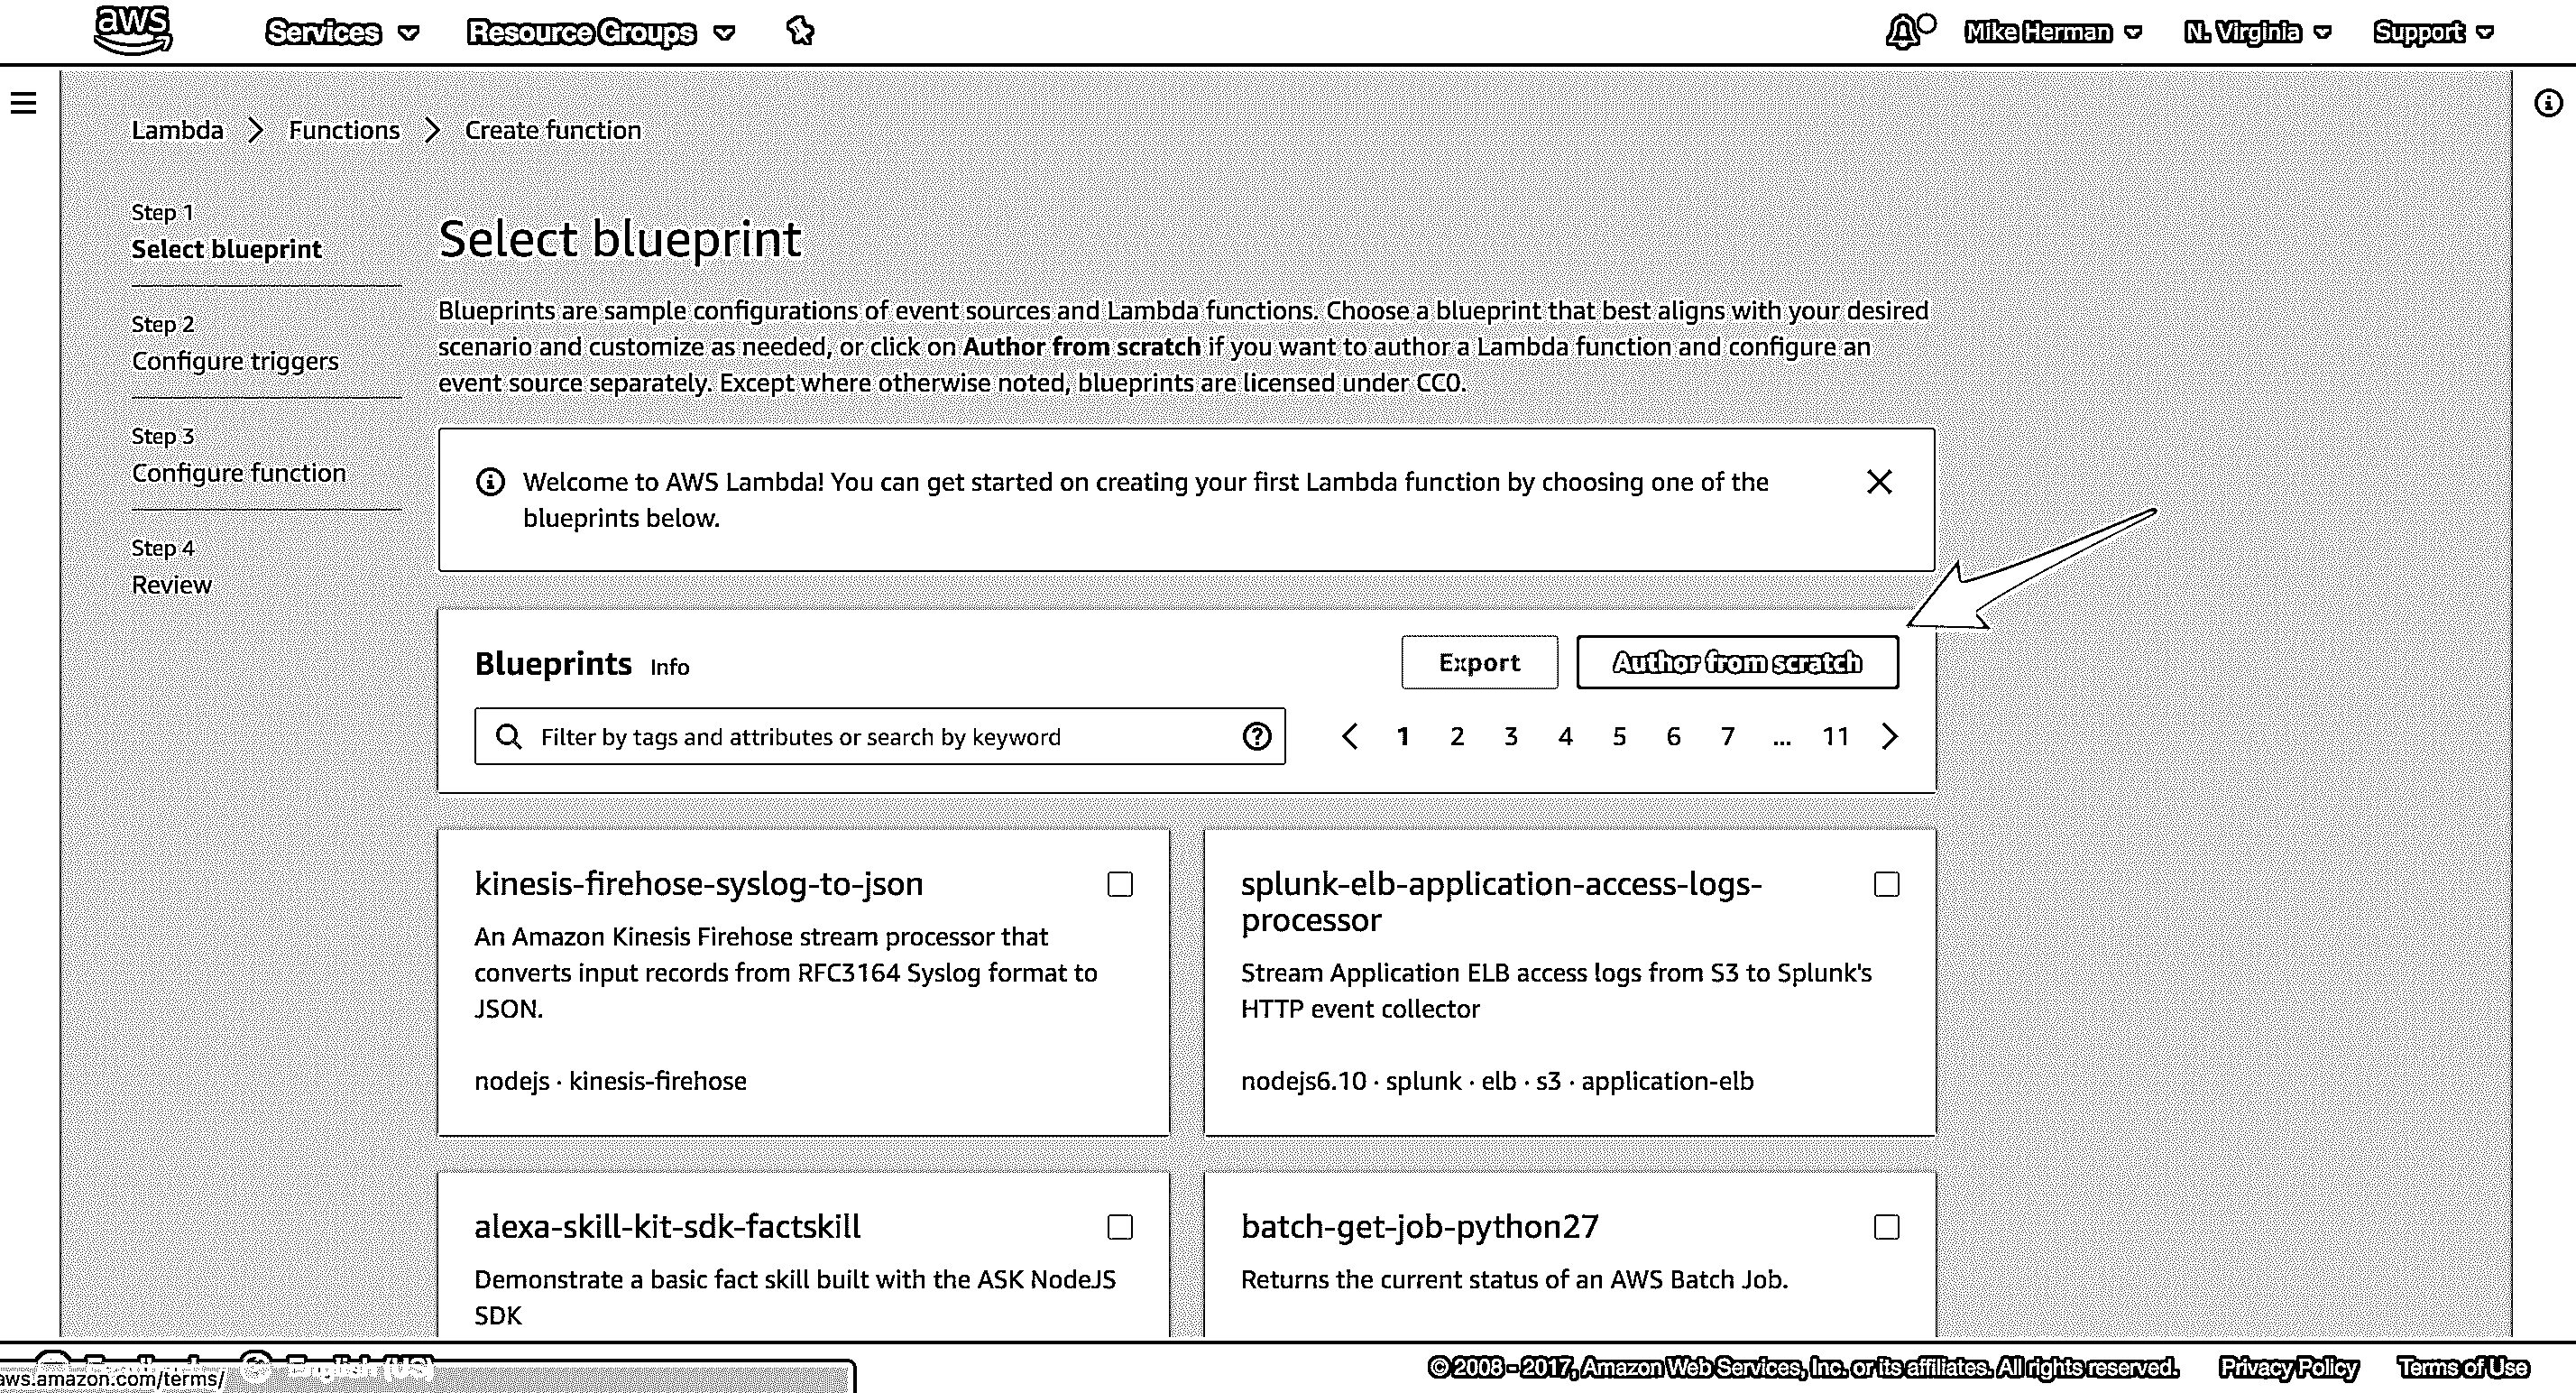 aws Services Resource Groups Mike Herman N. Virginia Support
Lambda Functions Create function
Step 1
Select blueprint
Step 2
Configure triggers
Step 3
Configure function
Step 4
Review
Select blueprint
Blueprints are sample configurations of event sources and Lambda functions. Choose a blueprint that best aligns with your desired
scenario and customize as needed, or click on Author from scratch if you want to author a Lambda function and configure an
event source separately. Except where otherwise noted, blueprints are licensed under CC0.
Welcome to AWS Lambda! You can get started on creating your first Lambda function by choosing one of the
blueprints below.
Blueprints Info Export Author from scratch
Filter by tags and attributes or search by keyword 1 2 3 4 5 6 7 ... 11
kinesis-firehose-syslog-to-json
An Amazon Kinesis Firehose stream processor that
converts input records from RFC3164 Syslog format to
JSON.
nodejs · kinesis-firehose
splunk-elb-application-access-logs-
processor
Stream Application ELB access logs from S3 to Splunk's
HTTP event collector
nodejs6.10 · splunk · elb · s3 · application-elb
alexa-skill-kit-sdk-factskill
Demonstrate a basic fact skill built with the ASK NodeJS
SDK
batch-get-job-python27
Returns the current status of an AWS Batch Job.
English (US)
aws.amazon.com/terms/
© 2008 - 2017, Amazon Web Services, Inc. or its affiliates. All rights reserved. Privacy Policy Terms of Use